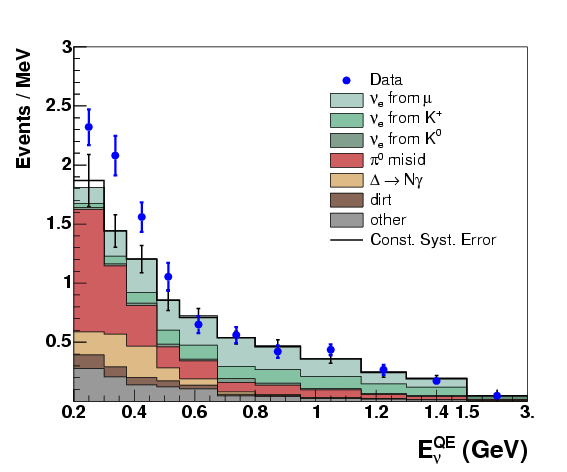 Events / MeV
3
2.5
2
1.5
1
0.5
Data
νe from μ
νe from K+
νe from K0
π0 misid
Δ → Nγ
dirt
other
Const. Syst. Error
0.2 0.4 0.6 0.8 1 1.2 1.4 1.5 3.
EνQE (GeV)